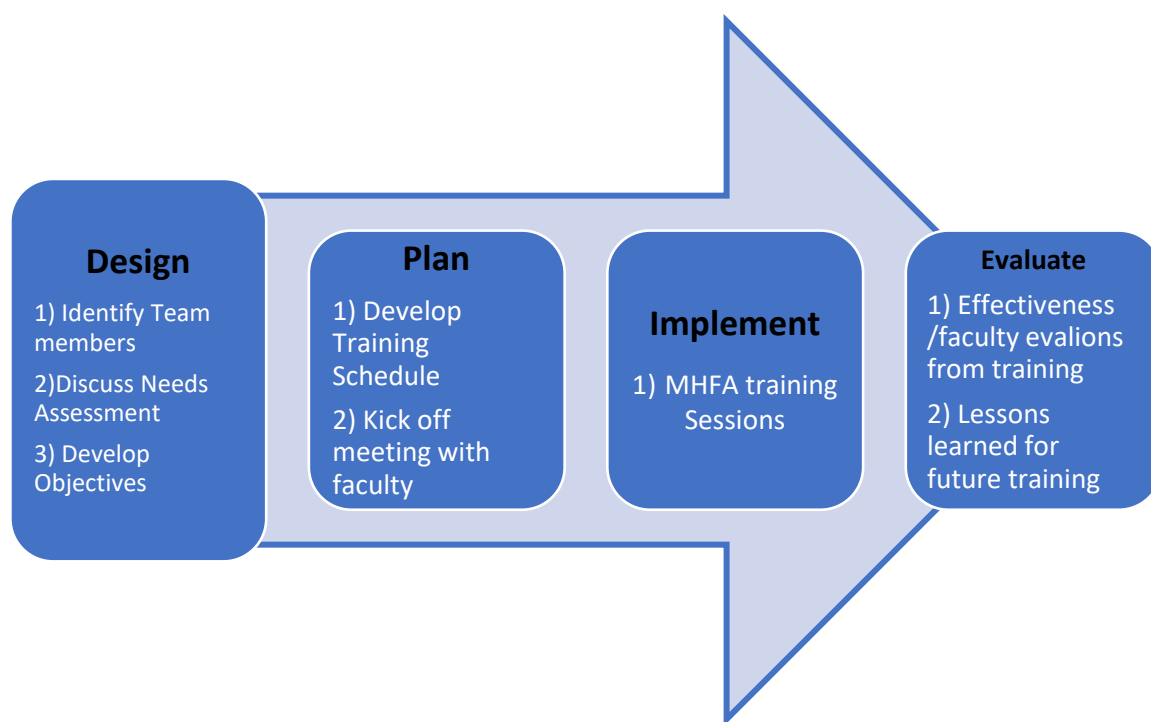 Design
1) Identify Team
members
2)Discuss Needs
Assessment
3) Develop
Objectives
Plan
1) Develop
Training
Schedule
2) Kick off
meeting with
faculty
Implement
1) MHFA training
Sessions
Evaluate
1) Effectiveness
/faculty evalions
from training
2) Lessons
learned for
future training